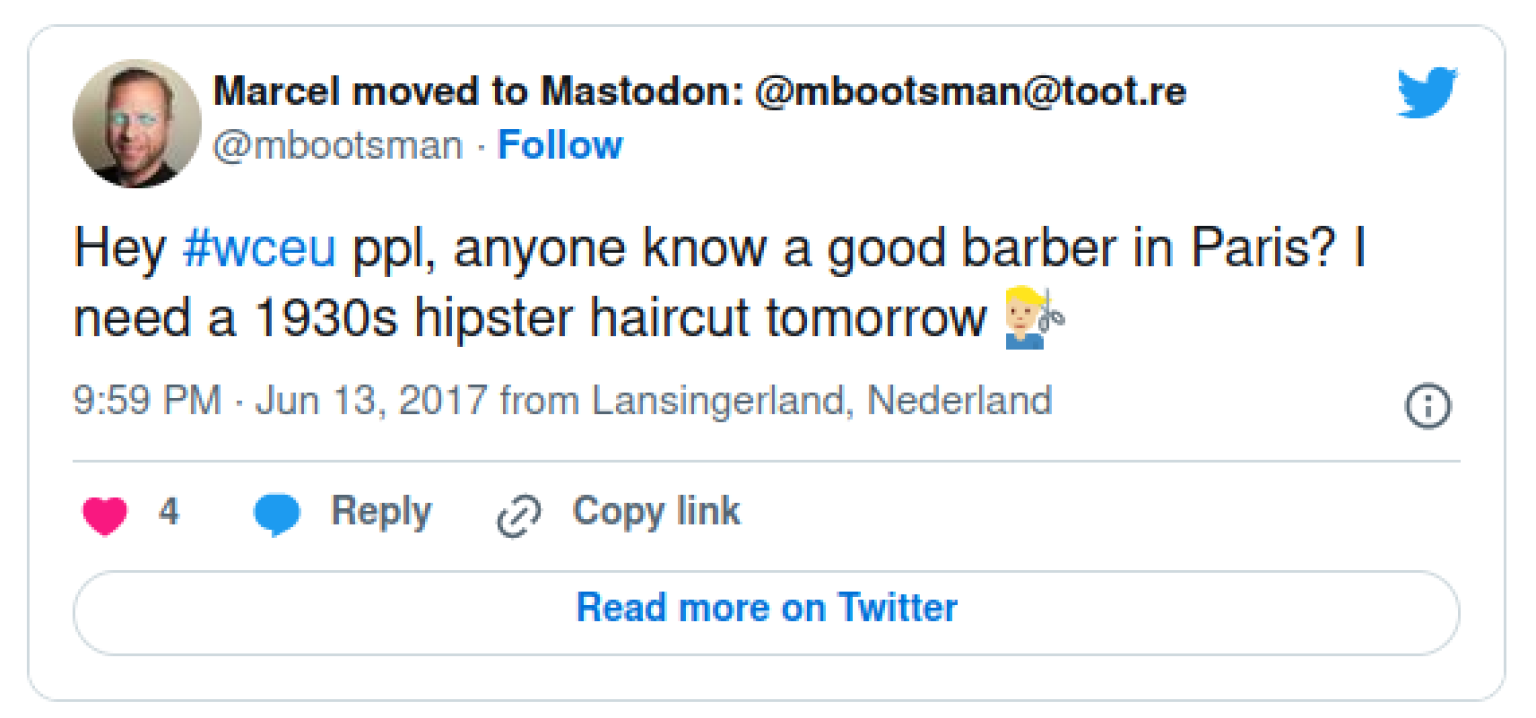 Marcel moved to Mastodon: @mbootsman@toot.re
@mbootsman · Follow
Hey #wceu ppl, anyone know a good barber in Paris? I
need a 1930s hipster haircut tomorrow 💇🏼‍♂️
9:59 PM · Jun 13, 2017 from Lansingerland, Nederland
4 Reply Copy link
Read more on Twitter